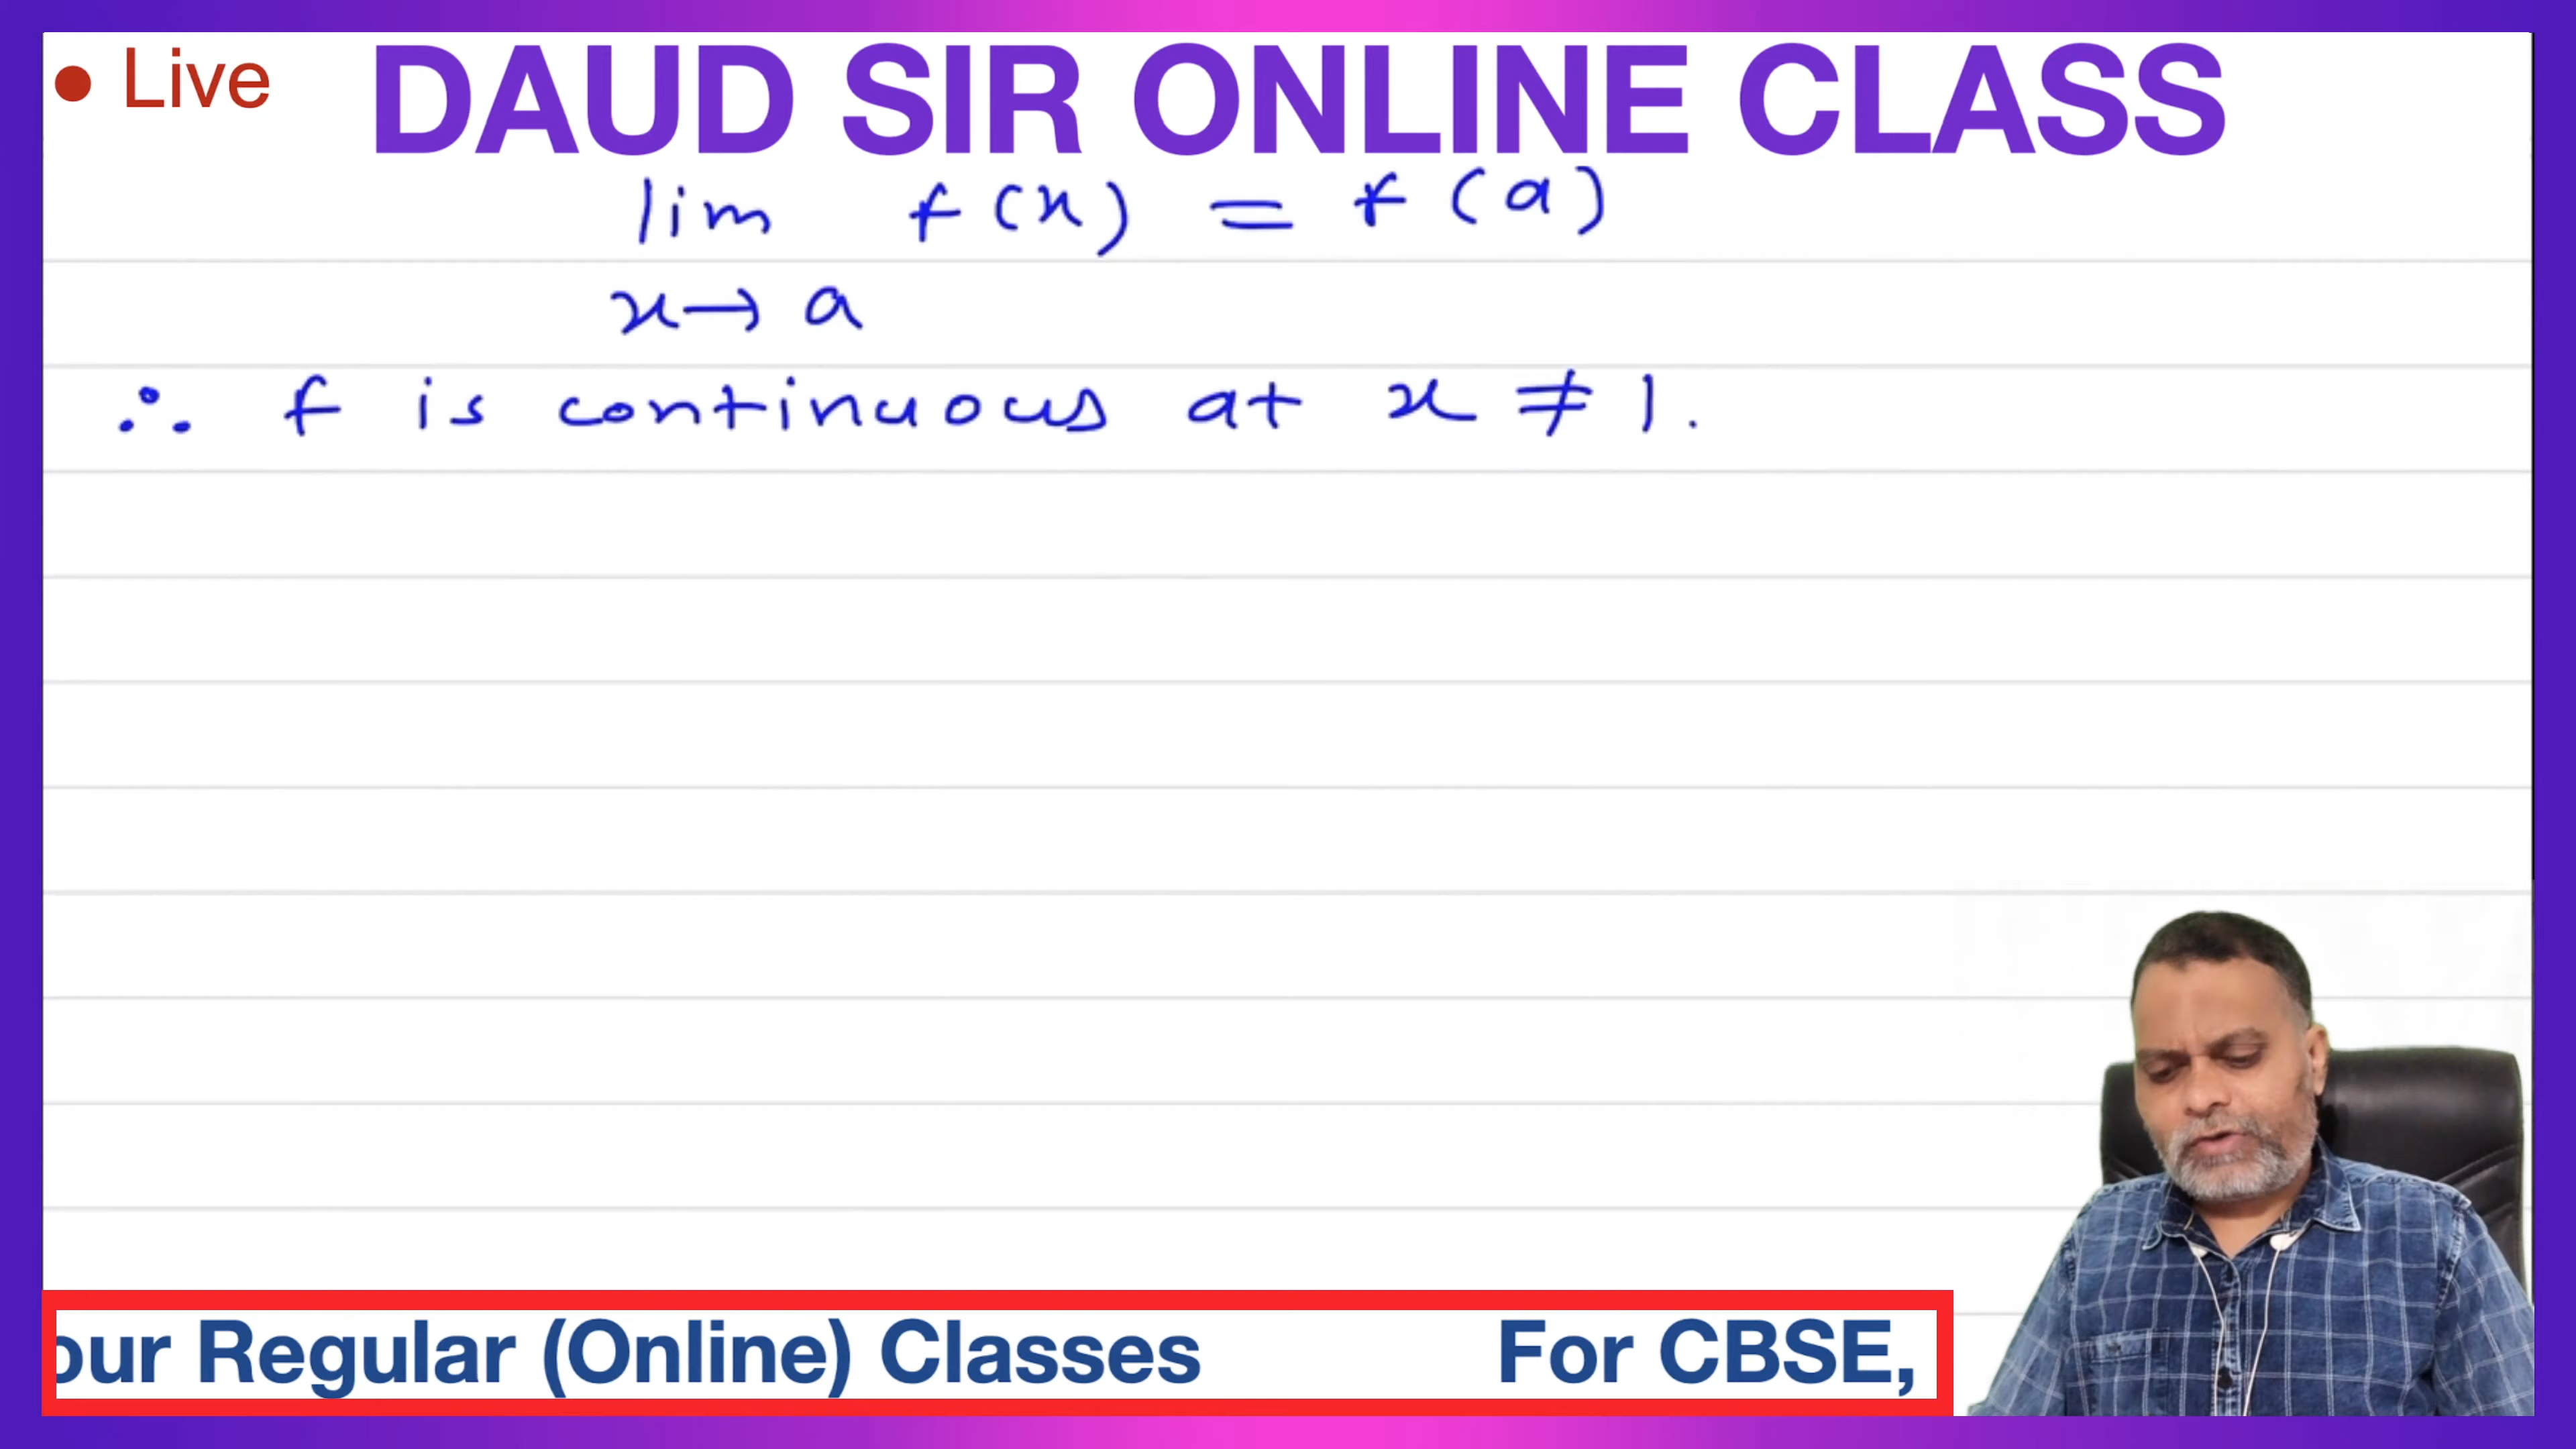 • Live DAUD SIR ONLINE CLASS
lim f(x) = f(a)
x→a
∴ f is continuous at x ≠ 1.
our Regular (Online) Classes For CBSE,